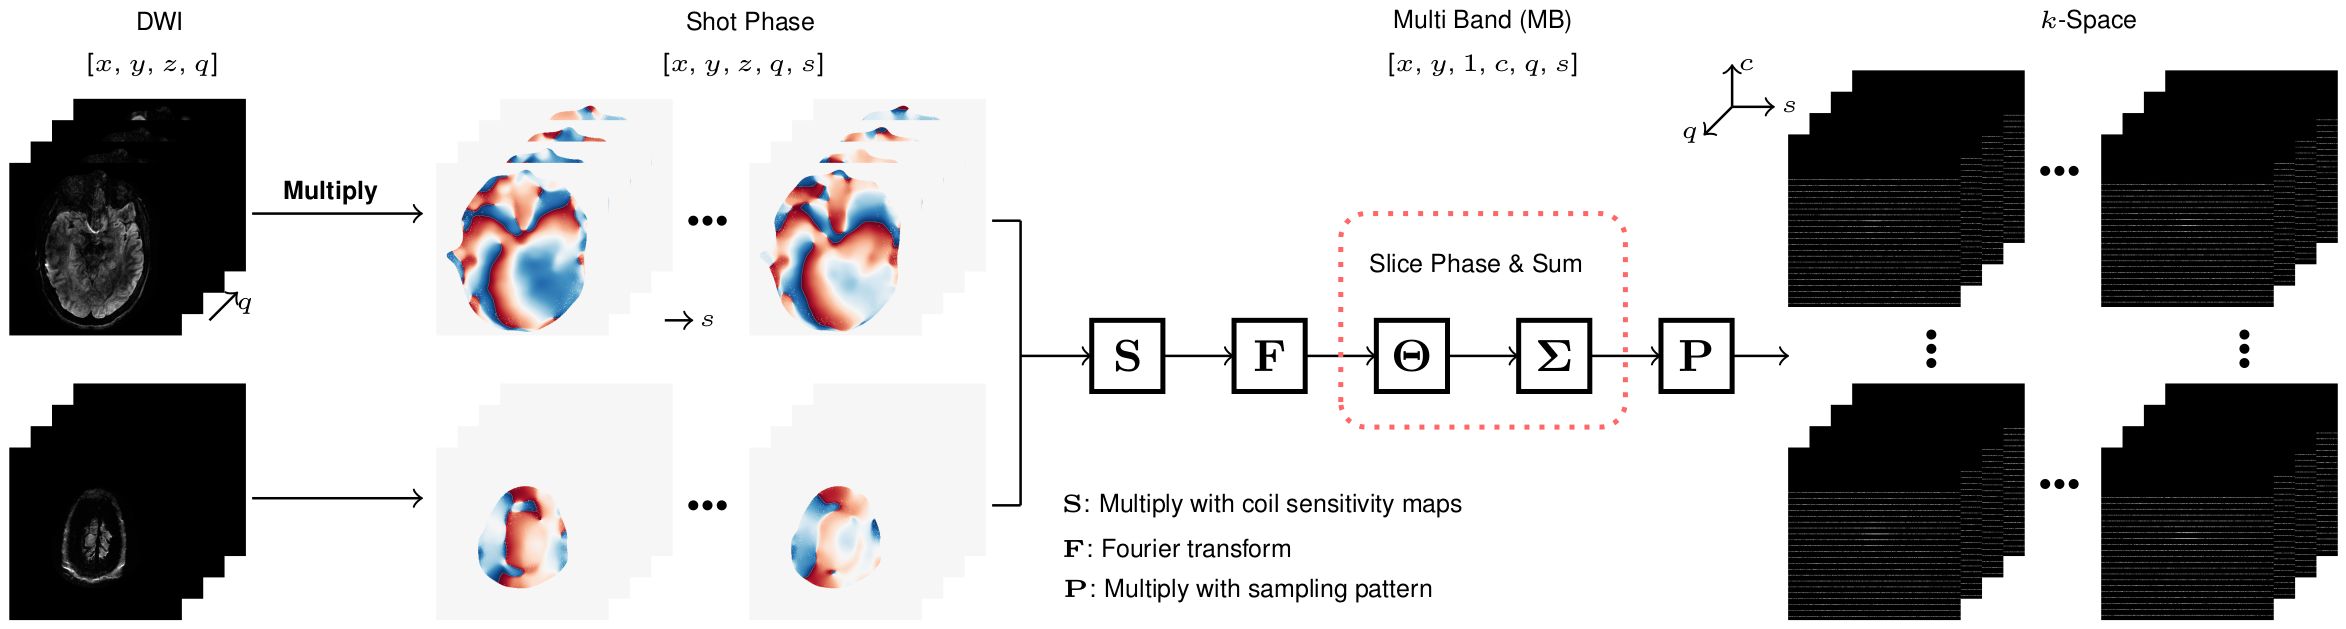 DWI
[x, y, z, q]
Shot Phase
[x, y, z, q, s]
Multi Band (MB)
[x, y, 1, c, q, s]
k-Space
c
s
q
Multiply
q
s
Slice Phase & Sum
S
F
Θ
Σ
P
S: Multiply with coil sensitivity maps
F: Fourier transform
P: Multiply with sampling pattern